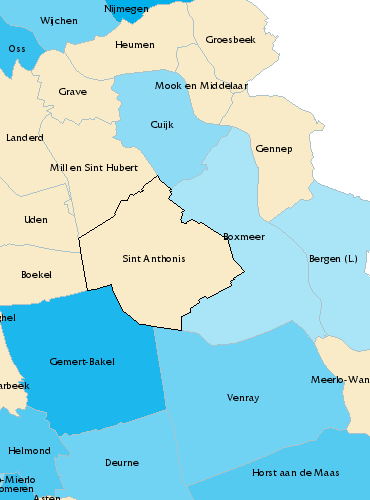 Nijmegen
Wijchen
Groesbeek
Oss
Heumen
Grave
Mook en Middelaar
Cuijk
Landerd
Gennep
Mill en Sint Hubert
Uden
Boxmeer
Sint Anthonis
Bergen (L)
Boekel
ghel
Gemert-Bakel
Meerlo-Wan
arbeek
Venray
Helmond
Deurne
Horst aan de Maas
o-Mierlo
omeren
Asten